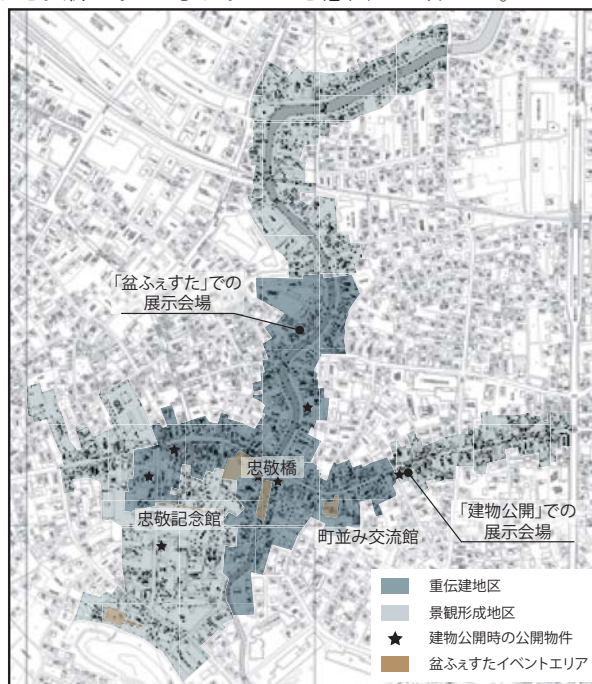 「盆ふぇすた」での
展示会場
忠敬橋
忠敬記念館
町並み交流館
「建物公開」での
展示会場
重伝建地区
景観形成地区
建物公開時の公開物件
盆ふぇすたイベントエリア